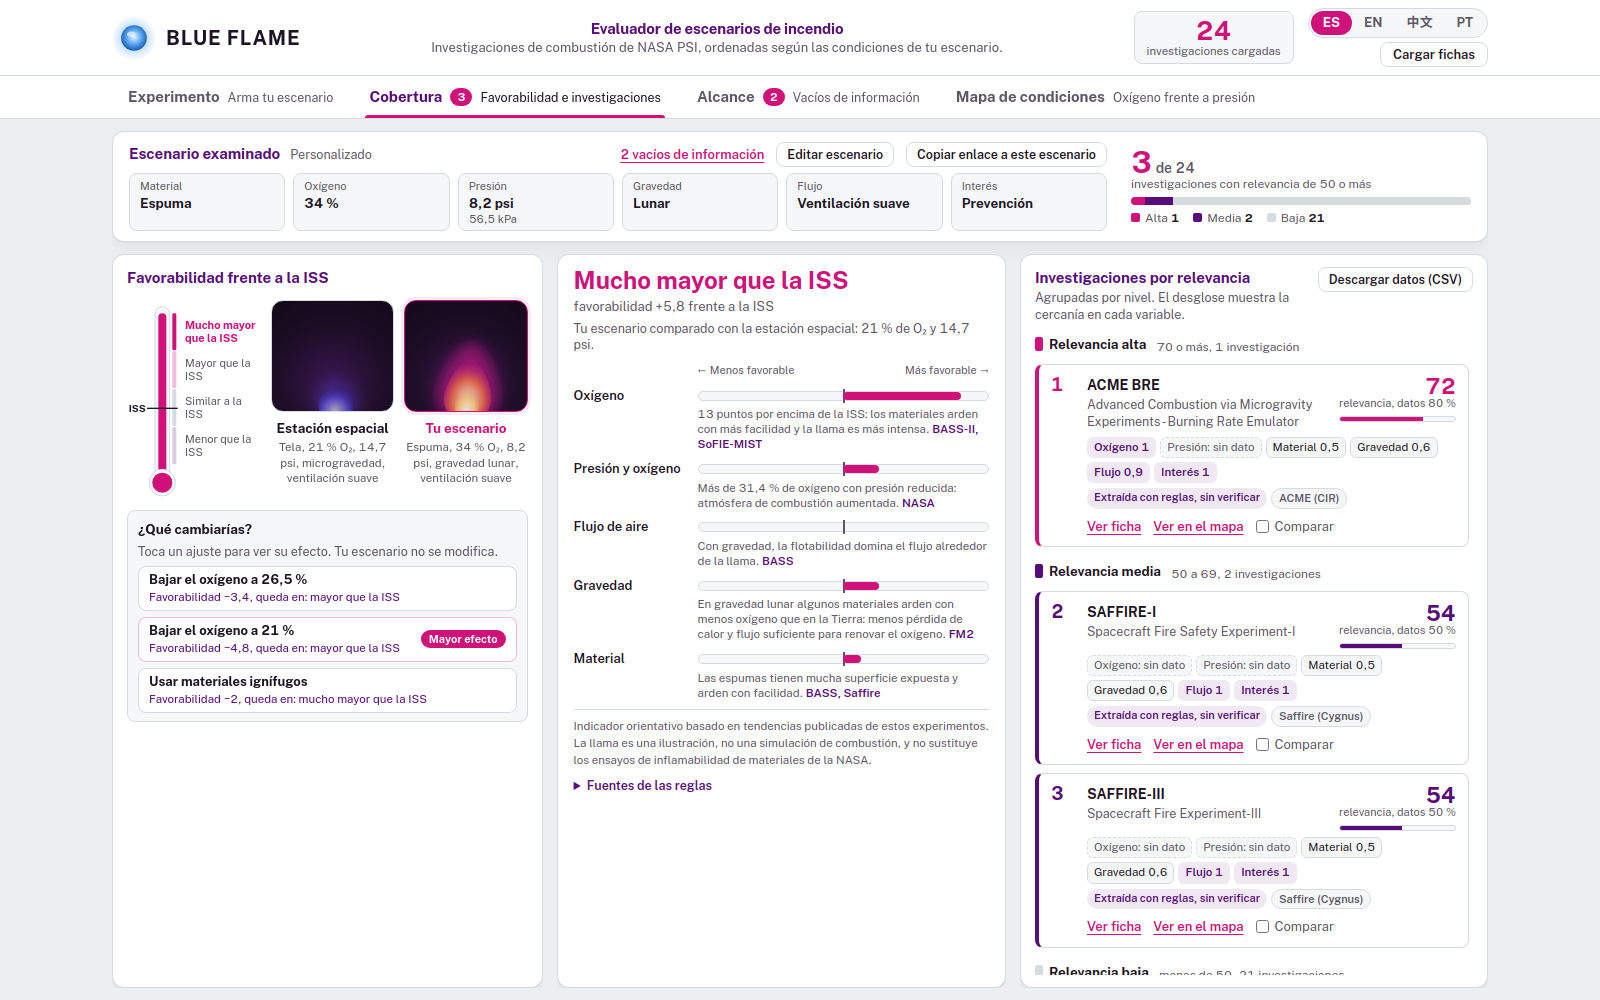 BLUE FLAME
Evaluador de escenarios de incendio
Investigaciones de combustión de NASA PSI, ordenadas según las condiciones de tu escenario.
24
investigaciones cargadas
ES EN 中文 PT
Cargar fichas
Experimento Arma tu escenario
Cobertura 3 Favorabilidad e investigaciones
Alcance 2 Vacíos de información
Mapa de condiciones Oxígeno frente a presión
Escenario examinado Personalizado
2 vacíos de información
Editar escenario
Copiar enlace a este escenario
Material
Espuma
Oxígeno
34 %
Presión
8,2 psi
56,5 kPa
Gravedad
Lunar
Flujo
Ventilación suave
Interés
Prevención
3 de 24
investigaciones con relevancia de 50 o más
Alta 1 Media 2 Baja 21
Favorabilidad frente a la ISS
Mucho mayor
que la ISS
Mayor que la
ISS
Similar a la
ISS
Menor que la
ISS
ISS
Estación espacial
Tela, 21 % O₂, 14,7
psi, microgravedad,
ventilación suave
Tu escenario
Espuma, 34 % O₂, 8,2
psi, gravedad lunar,
ventilación suave
¿Qué cambiarías?
Toca un ajuste para ver su efecto. Tu escenario no se modifica.
Bajar el oxígeno a 26,5 %
Favorabilidad −3,4, queda en: mayor que la ISS
Bajar el oxígeno a 21 %
Favorabilidad −4,8, queda en: mayor que la ISS
Mayor efecto
Usar materiales ignífugos
Favorabilidad −2, queda en: mucho mayor que la ISS
Mucho mayor que la ISS
favorabilidad +5,8 frente a la ISS
Tu escenario comparado con la estación espacial: 21 % de O₂ y 14,7
psi.
← Menos favorable Más favorable →
Oxígeno
13 puntos por encima de la ISS: los materiales arden
con más facilidad y la llama es más intensa. BASS-II,
SoFIE-MIST
Presión y oxígeno
Más de 31,4 % de oxígeno con presión reducida:
atmósfera de combustión aumentada. NASA
Flujo de aire
Con gravedad, la flotabilidad domina el flujo alrededor
de la llama. BASS
Gravedad
En gravedad lunar algunos materiales arden con
menos oxígeno que en la Tierra: menos pérdida de
calor y flujo suficiente para renovar el oxígeno. FM2
Material
Las espumas tienen mucha superficie expuesta y
arden con facilidad. BASS, Saffire
Indicador orientativo basado en tendencias publicadas de estos experimentos.
La llama es una ilustración, no una simulación de combustión, y no sustituye
los ensayos de inflamabilidad de materiales de la NASA.
▶ Fuentes de las reglas
Investigaciones por relevancia
Descargar datos (CSV)
Agrupadas por nivel. El desglose muestra la
cercanía en cada variable.
Relevancia alta 70 o más, 1 investigación
1 ACME BRE 72
Advanced Combustion via Microgravity
Experiments - Burning Rate Emulator
relevancia, datos 80 %
Oxígeno 1 Presión: sin dato Material 0,5 Gravedad 0,6
Flujo 0,9 Interés 1
Extraída con reglas, sin verificar ACME (CIR)
Ver ficha Ver en el mapa Comparar
Relevancia media 50 a 69, 2 investigaciones
2 SAFFIRE-I 54
Spacecraft Fire Safety Experiment-I relevancia, datos 50 %
Oxígeno: sin dato Presión: sin dato Material 0,5
Gravedad 0,6 Flujo 1 Interés 1
Extraída con reglas, sin verificar Saffire (Cygnus)
Ver ficha Ver en el mapa Comparar
3 SAFFIRE-III 54
Spacecraft Fire Experiment-III relevancia, datos 50 %
Oxígeno: sin dato Presión: sin dato Material 0,5
Gravedad 0,6 Flujo 1 Interés 1
Extraída con reglas, sin verificar Saffire (Cygnus)
Ver ficha Ver en el mapa Comparar
Relevancia baja menos de 50, 21 investigaciones